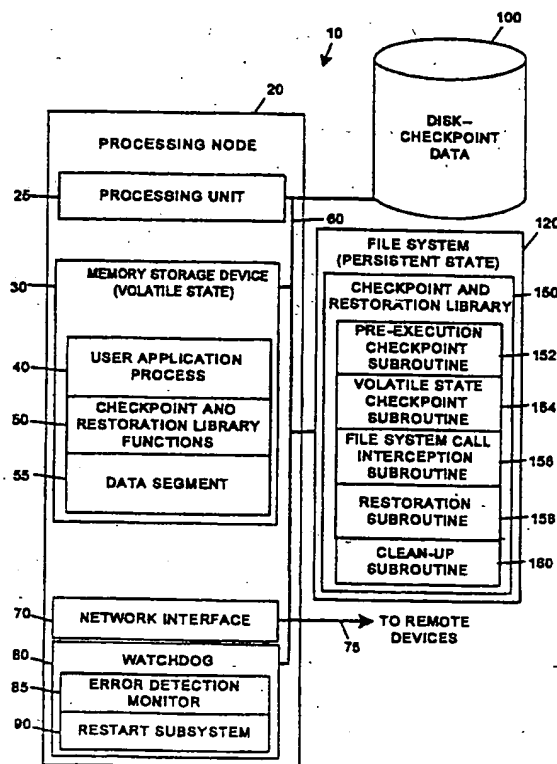 10
100
20
PROCESSING NODE
DISK–
CHECKPOINT
DATA
25
PROCESSING UNIT
60
120
FILE SYSTEM
(PERSISTENT STATE)
30
MEMORY STORAGE DEVICE
(VOLATILE STATE)
CHECKPOINT AND
RESTORATION LIBRARY
150
40
USER APPLICATION
PROCESS
PRE-EXECUTION
CHECKPOINT
SUBROUTINE
152
50
CHECKPOINT AND
RESTORATION LIBRARY
FUNCTIONS
VOLATILE STATE
CHECKPOINT
SUBROUTINE
154
55
DATA SEGMENT
FILE SYSTEM CALL
INTERCEPTION
SUBROUTINE
156
RESTORATION
SUBROUTINE
158
CLEAN-UP
SUBROUTINE
160
70
NETWORK INTERFACE
75
TO REMOTE
DEVICES
80
WATCHDOG
85
ERROR DETECTION
MONITOR
90
RESTART SUBSYSTEM